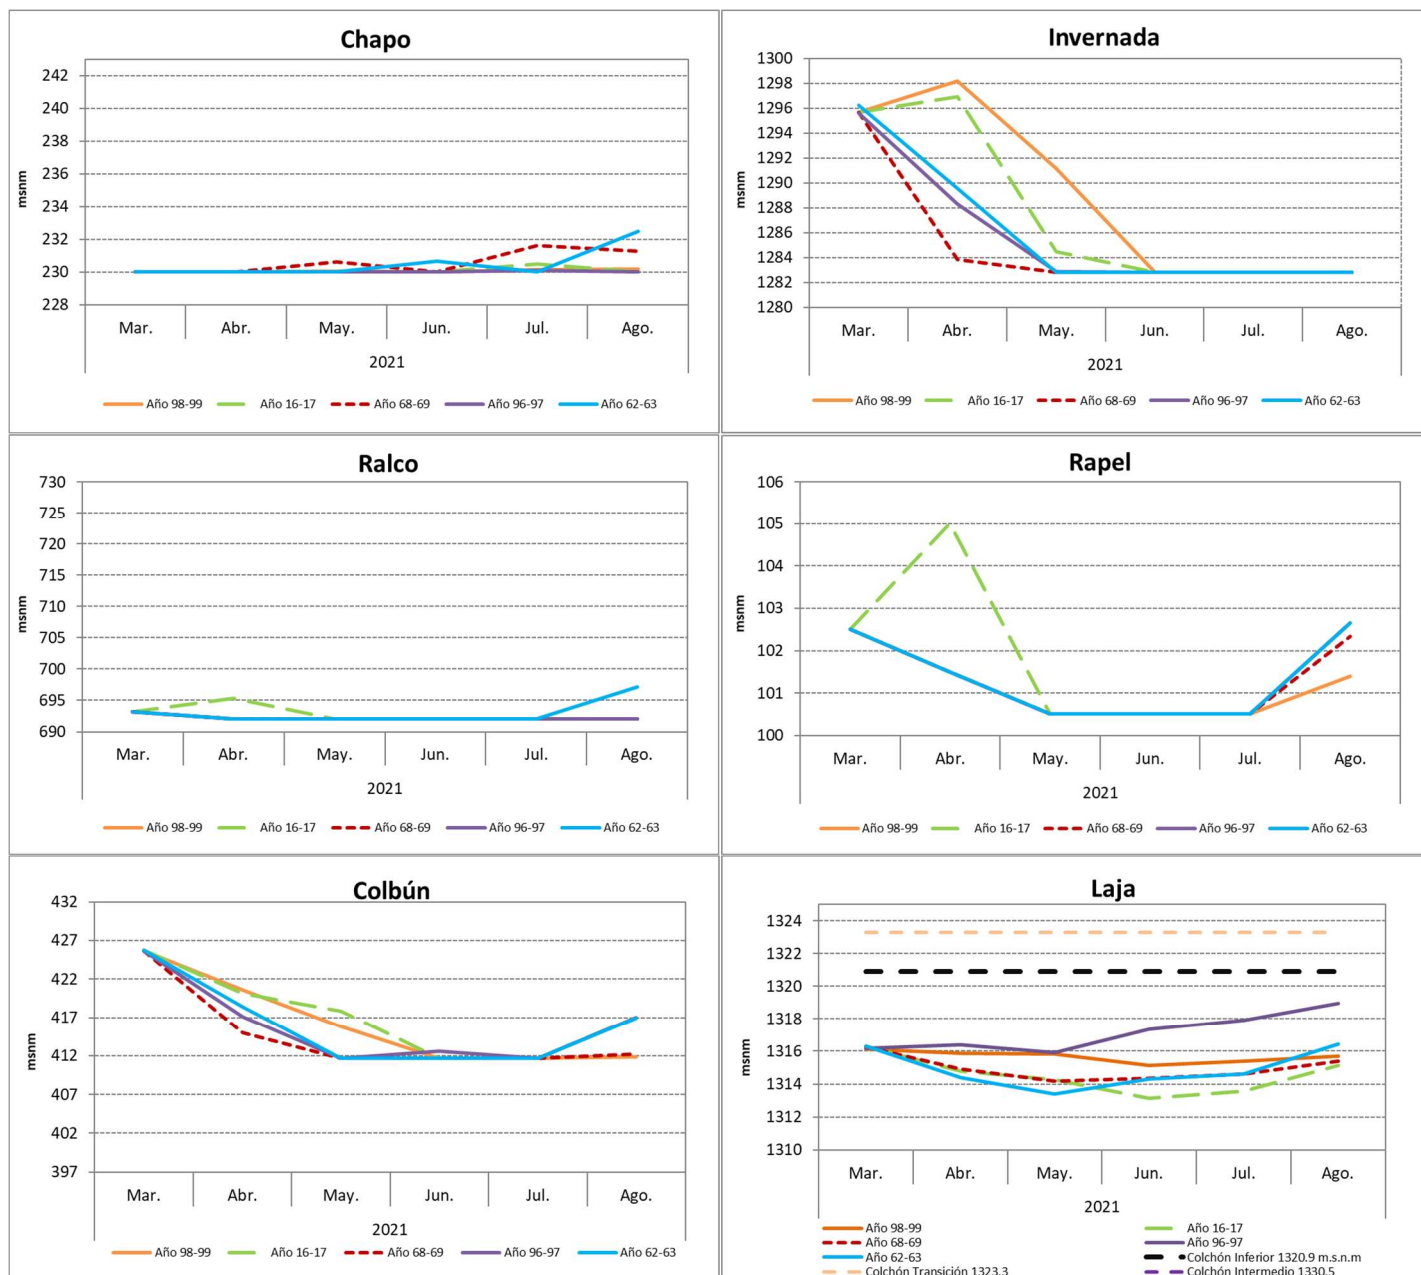 Chapo
242
240
238
236
234
232
230
228
msnm
Mar. Abr. May. Jun. Jul. Ago.
2021
Año 98-99 Año 16-17 Año 68-69 Año 96-97 Año 62-63
Invernada
1300
1298
1296
1294
1292
1290
1288
1286
1284
1282
1280
msnm
Mar. Abr. May. Jun. Jul. Ago.
2021
Año 98-99 Año 16-17 Año 68-69 Año 96-97 Año 62-63
Ralco
730
725
720
715
710
705
700
695
690
msnm
Mar. Abr. May. Jun. Jul. Ago.
2021
Año 98-99 Año 16-17 Año 68-69 Año 96-97 Año 62-63
Rapel
106
105
104
103
102
101
100
msnm
Mar. Abr. May. Jun. Jul. Ago.
2021
Año 98-99 Año 16-17 Año 68-69 Año 96-97 Año 62-63
Colbún
432
427
422
417
412
407
402
397
msnm
Mar. Abr. May. Jun. Jul. Ago.
2021
Año 98-99 Año 16-17 Año 68-69 Año 96-97 Año 62-63
Laja
1324
1322
1320
1318
1316
1314
1312
1310
msnm
Mar. Abr. May. Jun. Jul. Ago.
2021
Año 98-99 Año 16-17
Año 68-69 Año 96-97
Año 62-63 Colchón Inferior 1320.9 m.s.n.m
Colchón Transición 1323.3 Colchón Intermedio 1330.5